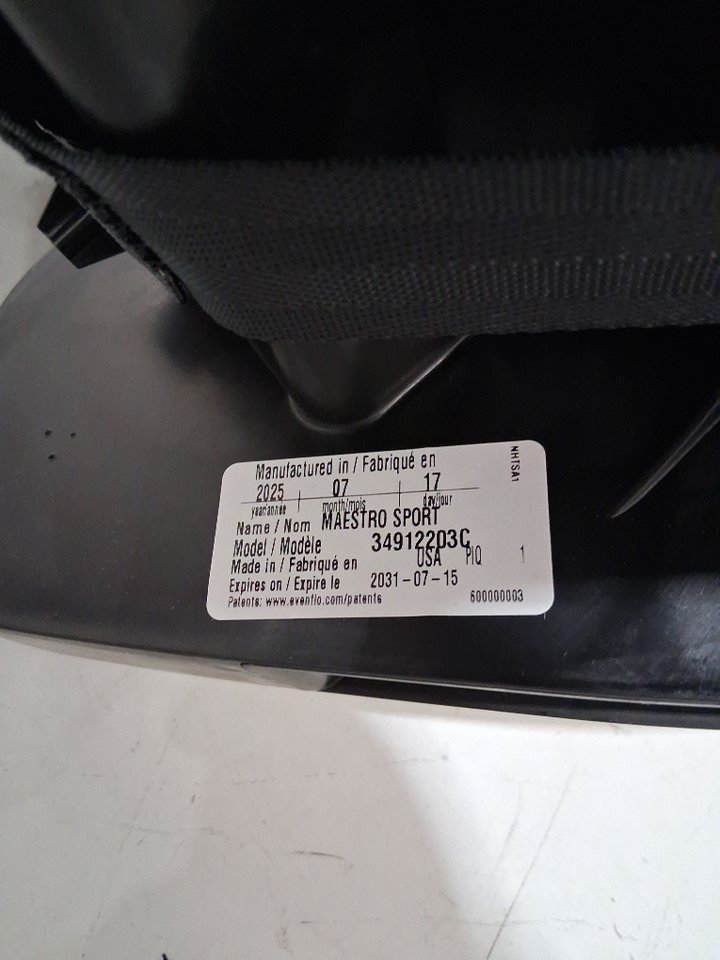 Manufactured in / Fabriqué en
2025 | 07 | 17
year/année month/mois day/jour
Name / Nom MAESTRO SPORT
Model / Modèle 34912203C
Made in / Fabriqué en USA PIQ 1
Expires on / Expire le 2031-07-15
Patents: www.evenflo.com/patents 600000003
NHTSA1